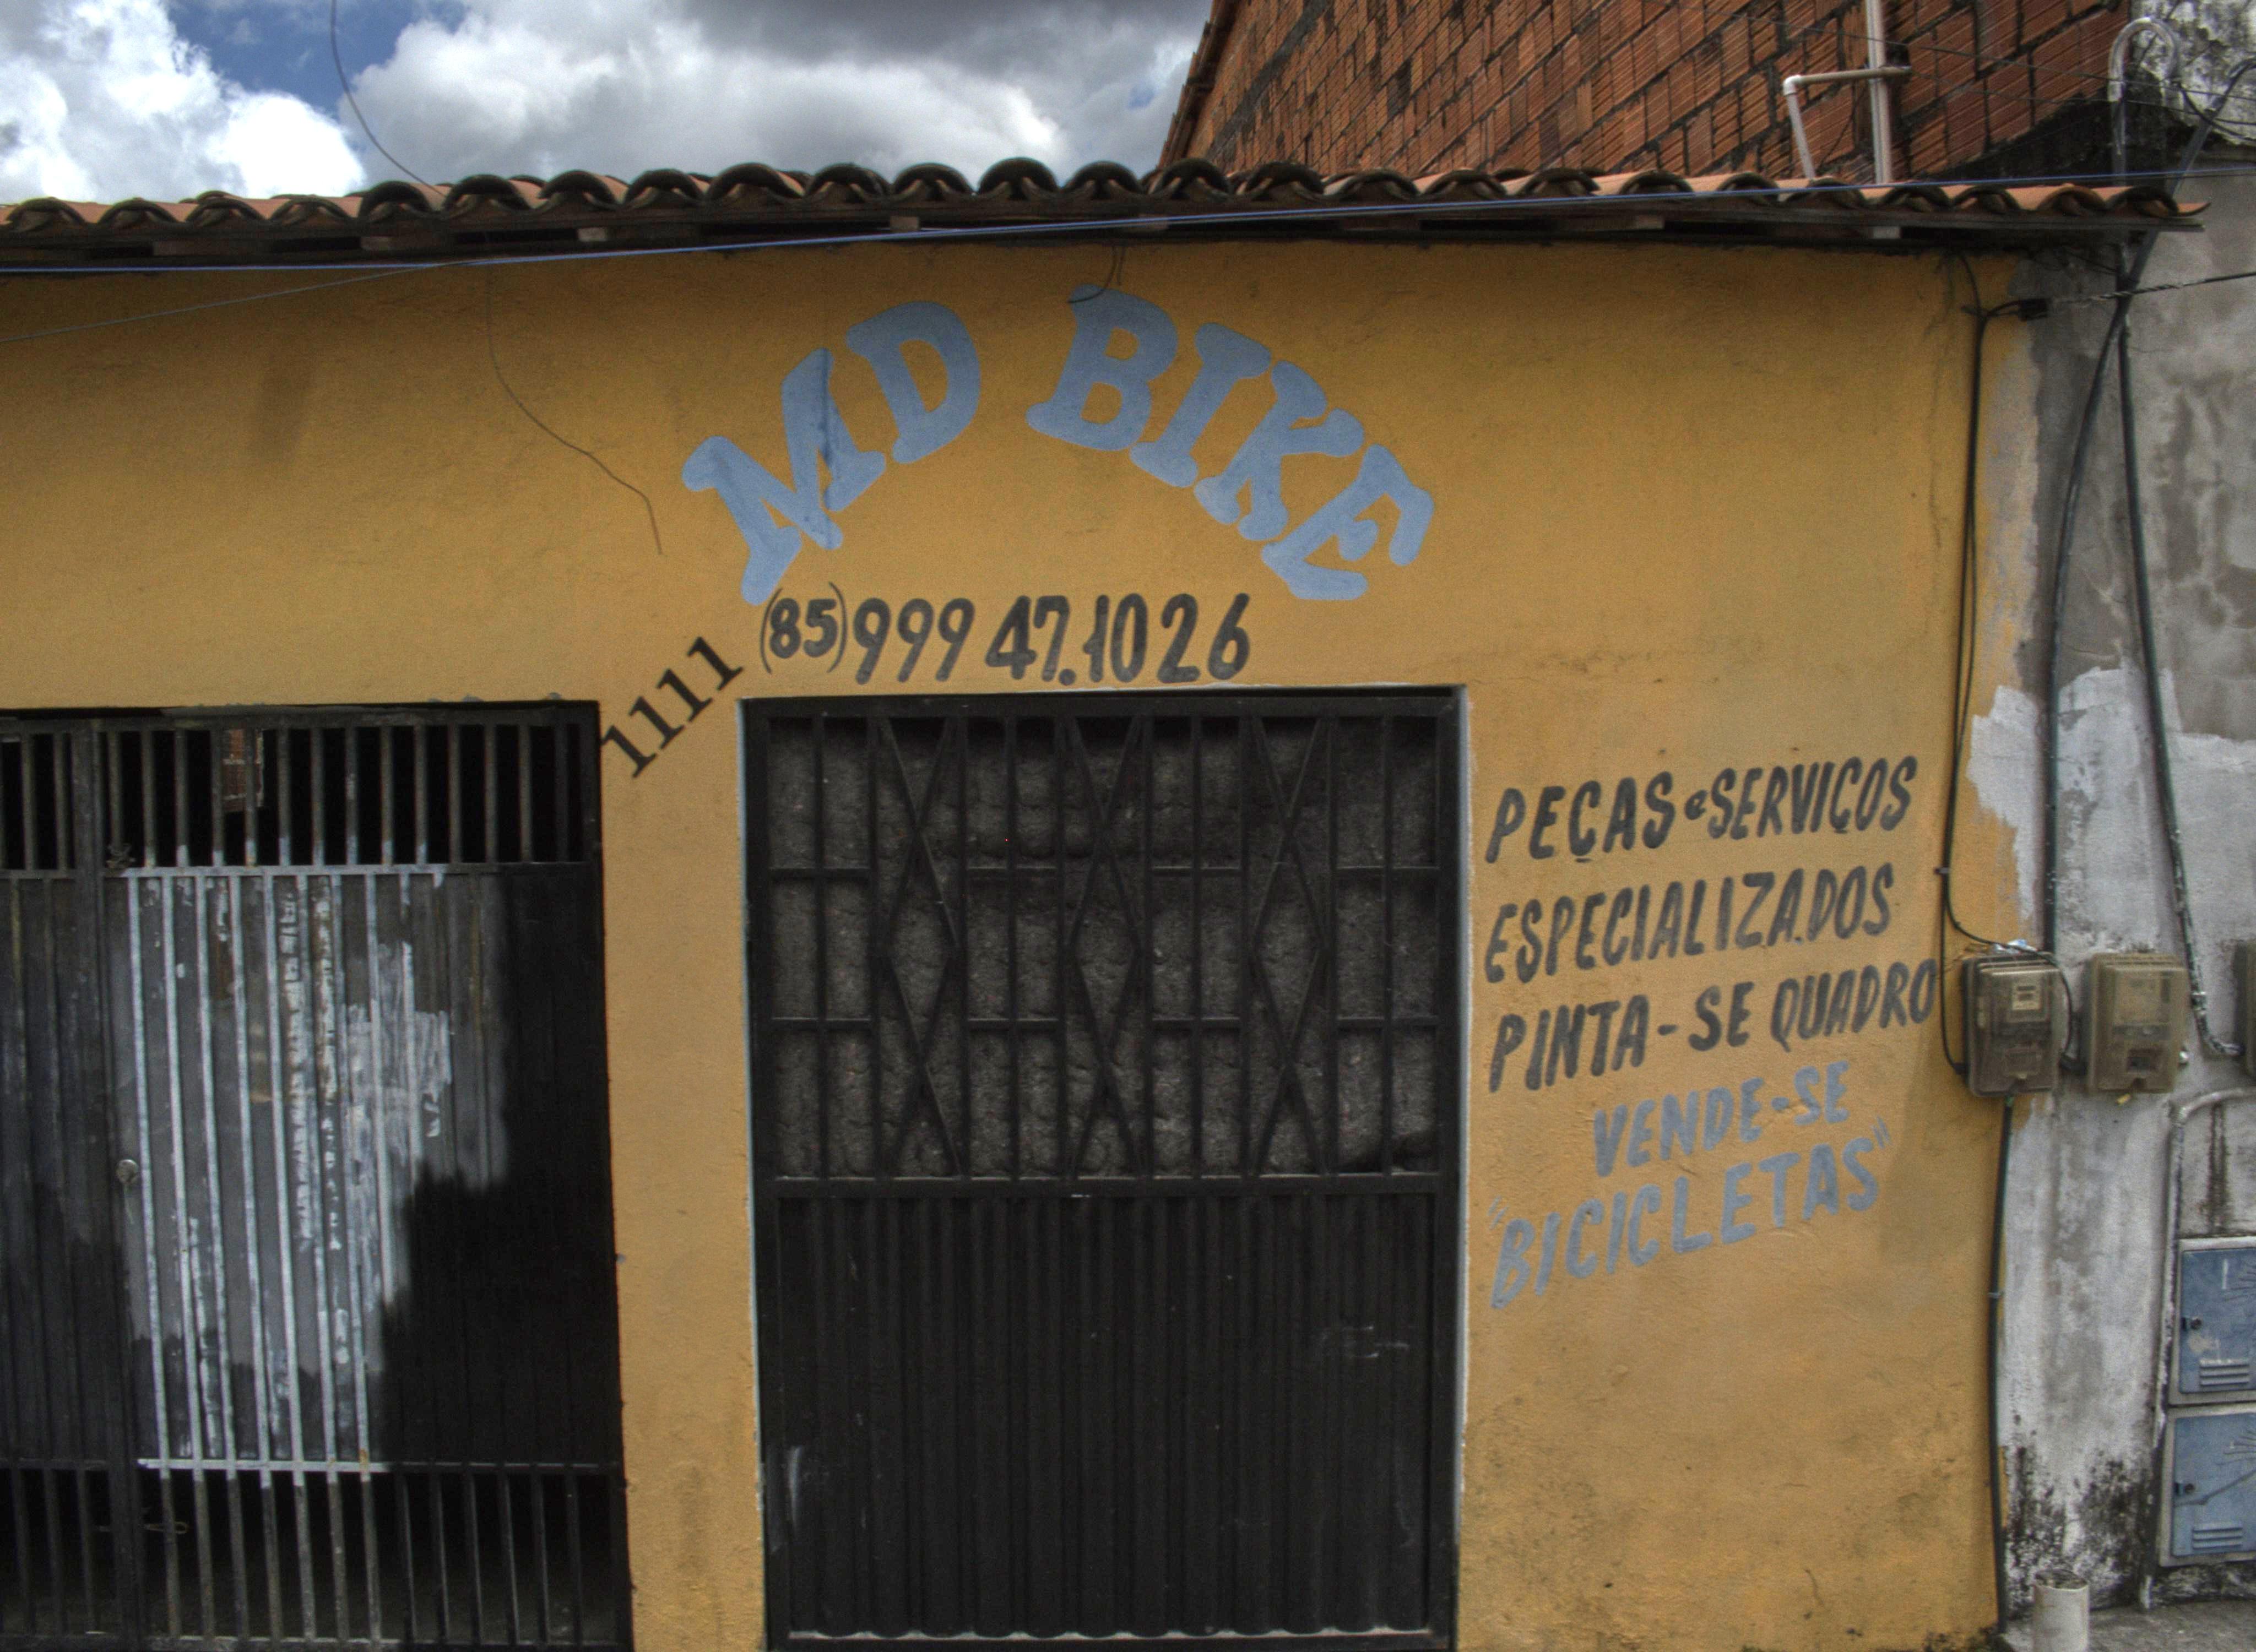 MD BIKE
(85) 999 47.1026
1111
PEÇAS e SERVIÇOS
ESPECIALIZADOS
PINTA-SE QUADRO
VENDE-SE
"BICICLETAS"